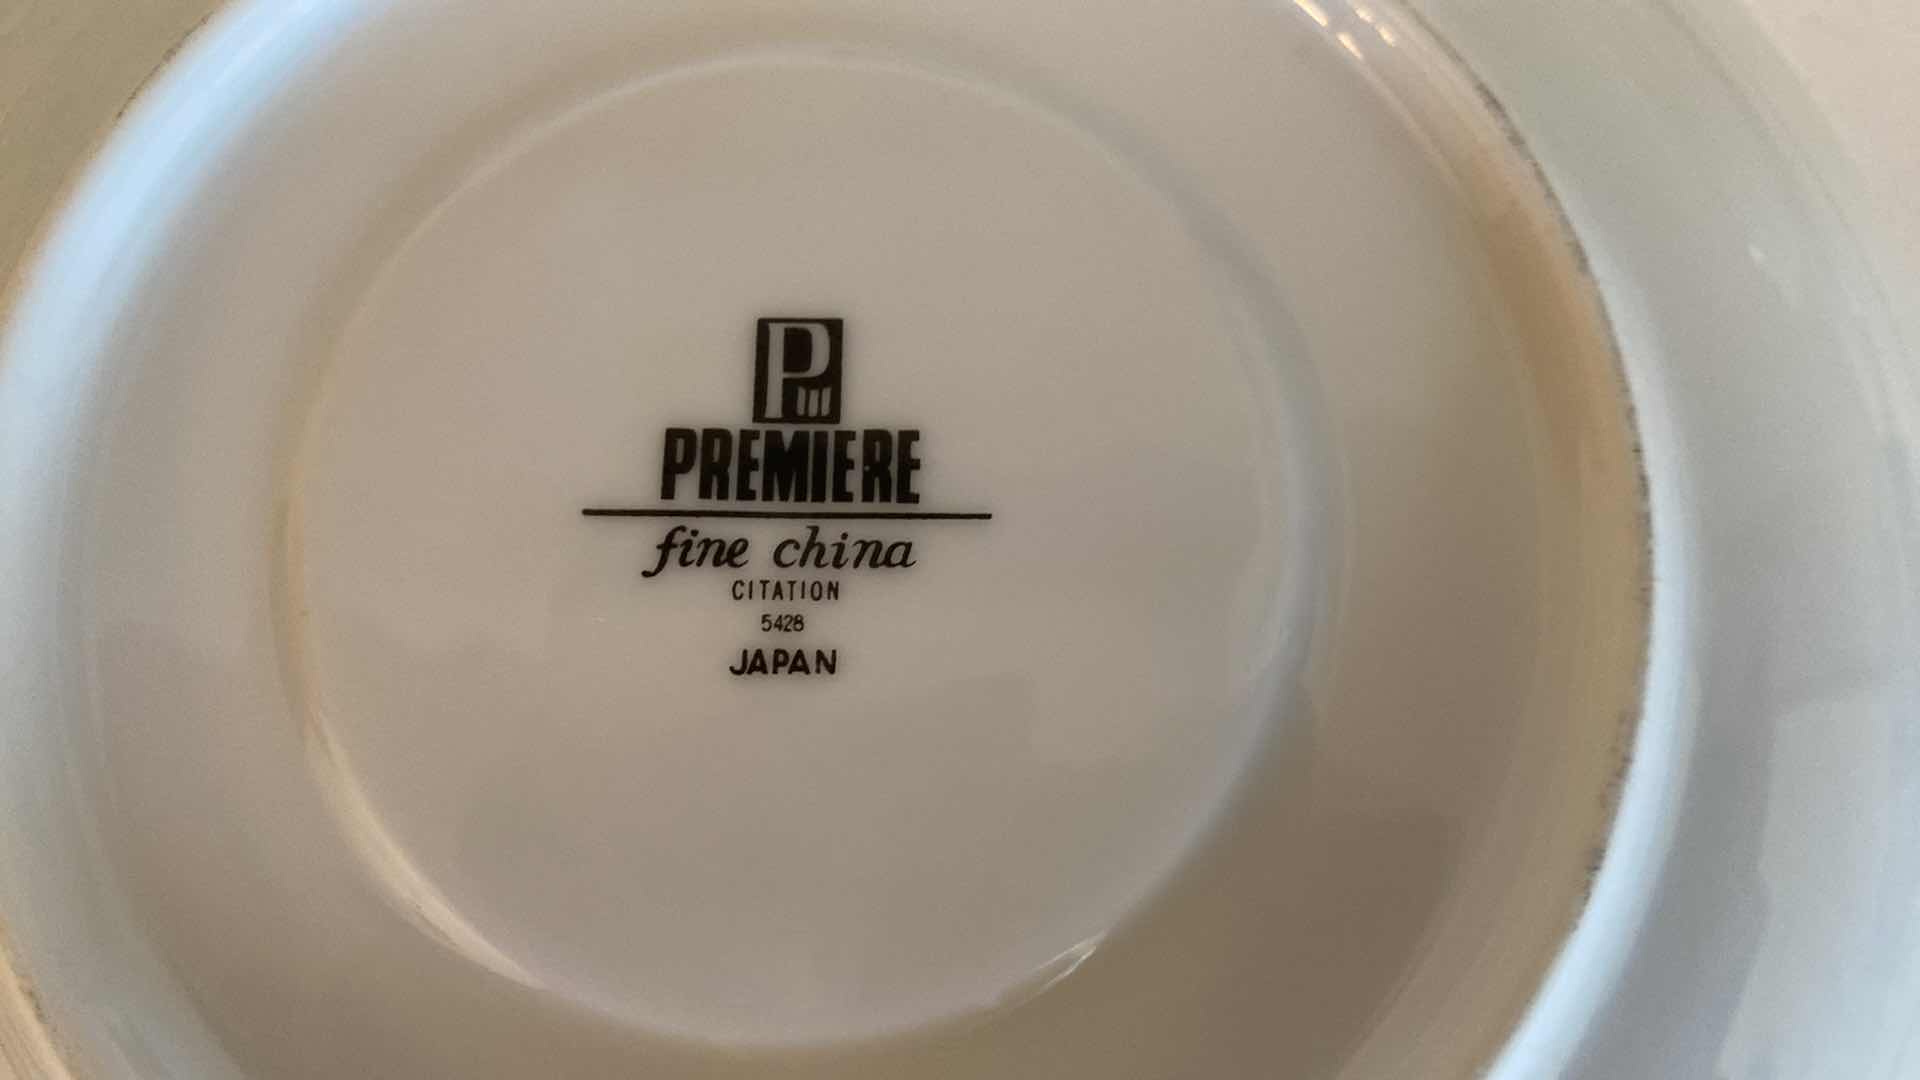 P
PREMIERE
fine china
CITATION
5428
JAPAN